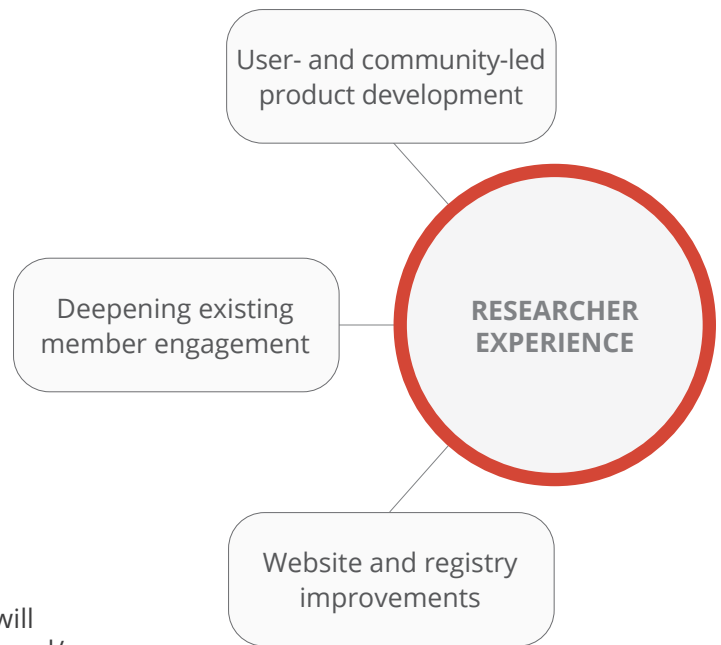 User- and community-led
product development
Deepening existing
member engagement
RESEARCHER
EXPERIENCE
Website and registry
improvements
will